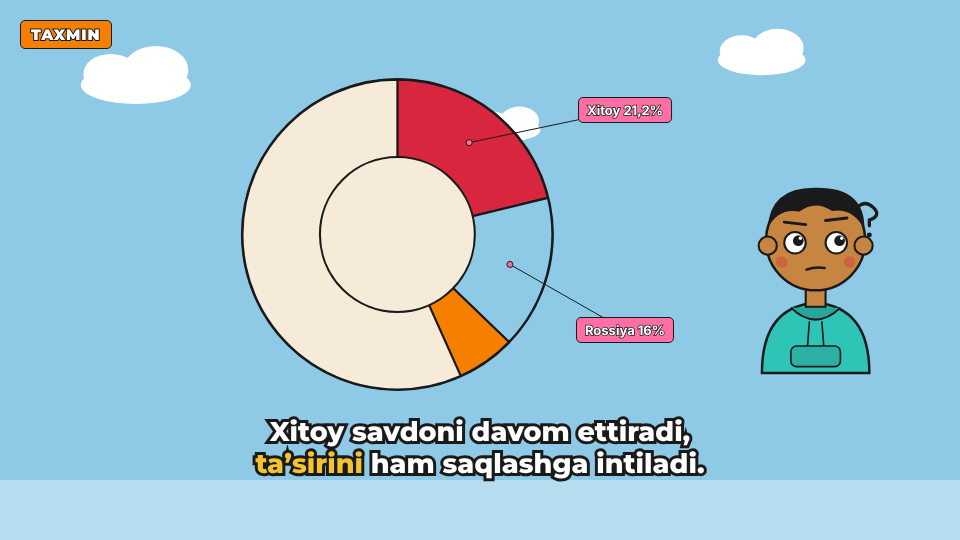 TAXMIN
Xitoy 21,2%
Rossiya 16%
?
Xitoy savdoni davom ettiradi,
ta'sirini ham saqlashga intiladi.